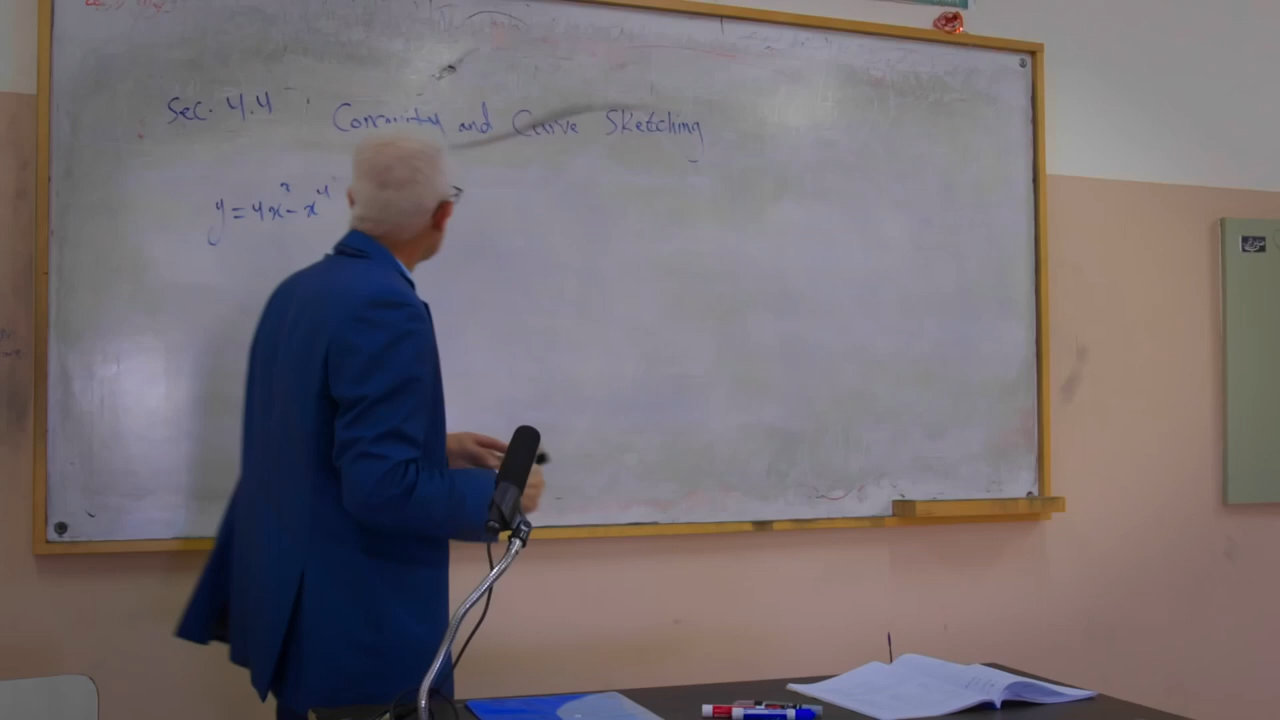 Sec. 4.4 Concavity and Curve Sketching
y = 4x³ - x⁴